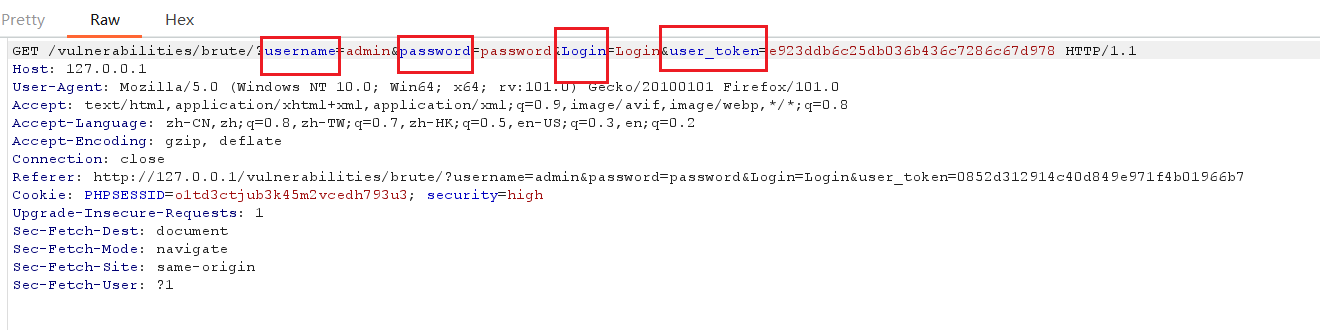 Pretty Raw Hex
GET /vulnerabilities/brute/?username=admin&password=password&Login=Login&user_token=e923ddb6c25db036b436c7286c67d978 HTTP/1.1
Host: 127.0.0.1
User-Agent: Mozilla/5.0 (Windows NT 10.0; Win64; x64; rv:101.0) Gecko/20100101 Firefox/101.0
Accept: text/html,application/xhtml+xml,application/xml;q=0.9,image/avif,image/webp,*/*;q=0.8
Accept-Language: zh-CN,zh;q=0.8,zh-TW;q=0.7,zh-HK;q=0.5,en-US;q=0.3,en;q=0.2
Accept-Encoding: gzip, deflate
Connection: close
Referer: http://127.0.0.1/vulnerabilities/brute/?username=admin&password=password&Login=Login&user_token=0852d312914c40d849e971f4b01966b7
Cookie: PHPSESSID=o1td3ctjub3k45m2vcedh793u3; security=high
Upgrade-Insecure-Requests: 1
Sec-Fetch-Dest: document
Sec-Fetch-Mode: navigate
Sec-Fetch-Site: same-origin
Sec-Fetch-User: ?1